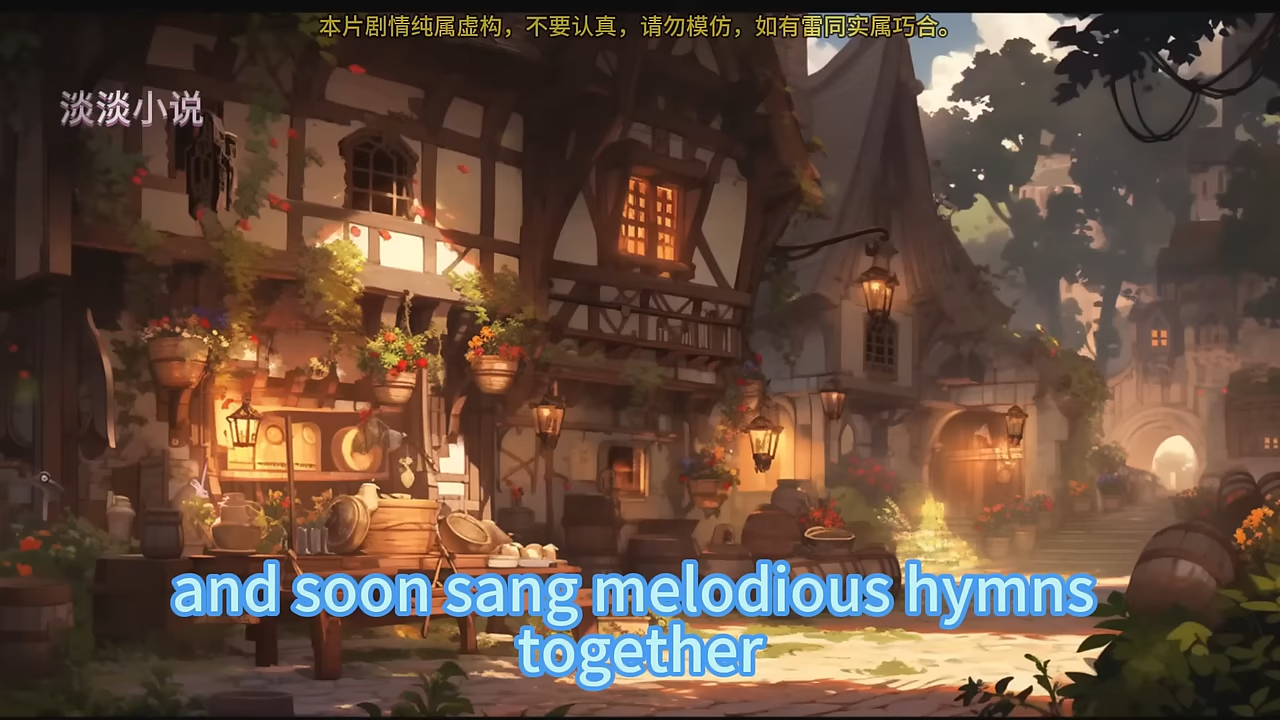 本片剧情纯属虚构，不要认真，请勿模仿，如有雷同实属巧合。
淡淡小说
and soon sang melodious hymns
together